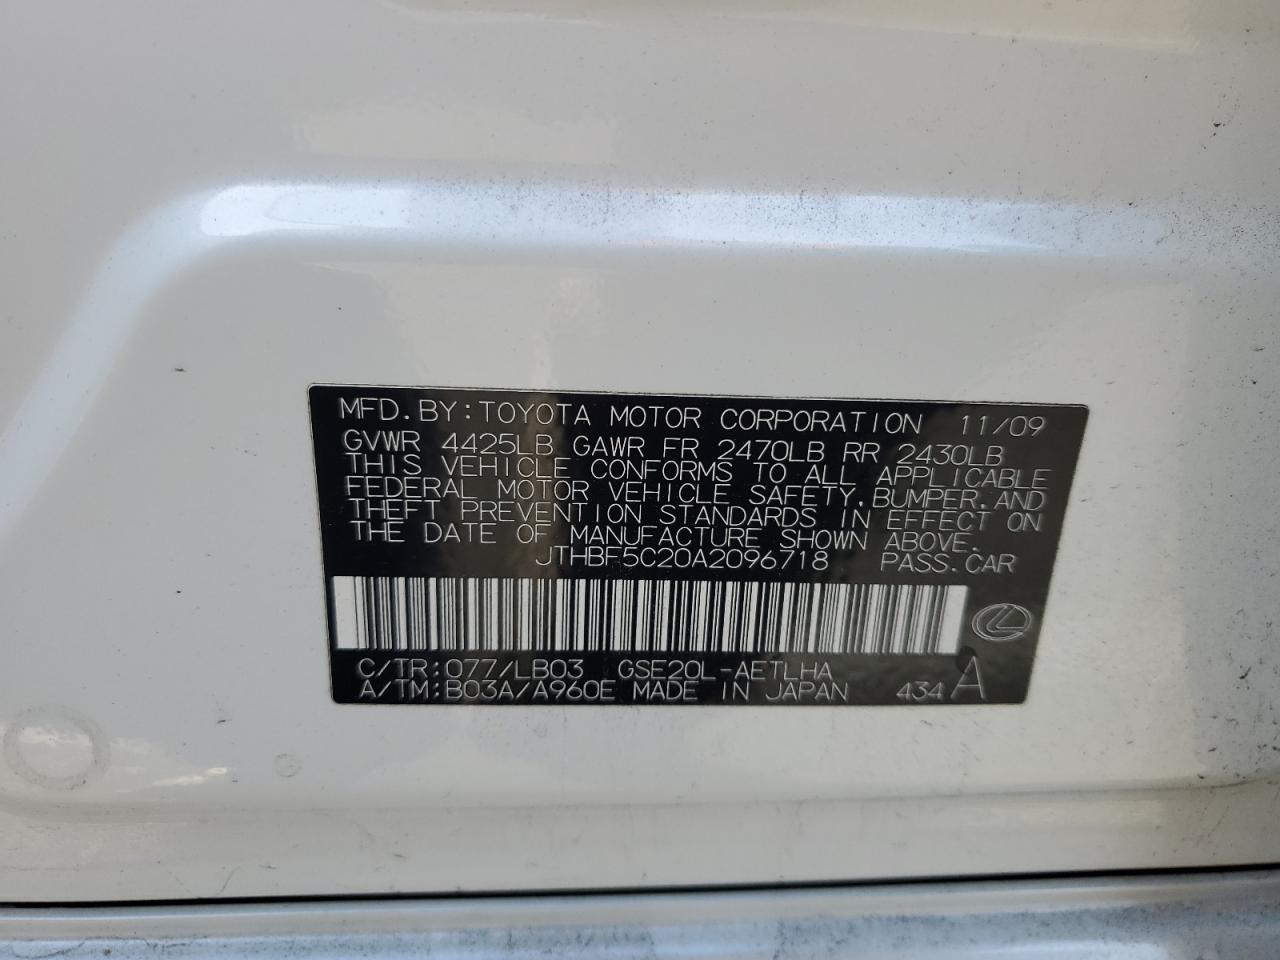 MFD. BY: TOYOTA MOTOR CORPORATION 11/09
GVWR 4425LB GAWR FR 2470LB RR 2430LB
THIS VEHICLE CONFORMS TO ALL APPLICABLE
FEDERAL MOTOR VEHICLE SAFETY, BUMPER, AND
THEFT PREVENTION STANDARDS IN EFFECT ON
THE DATE OF MANUFACTURE SHOWN ABOVE.
JTHBF5C20A2096718 PASS. CAR
C/TR: 077/LB03 GSE20L-AETLHA
A/TM: B03A/A960E MADE IN JAPAN 434 A